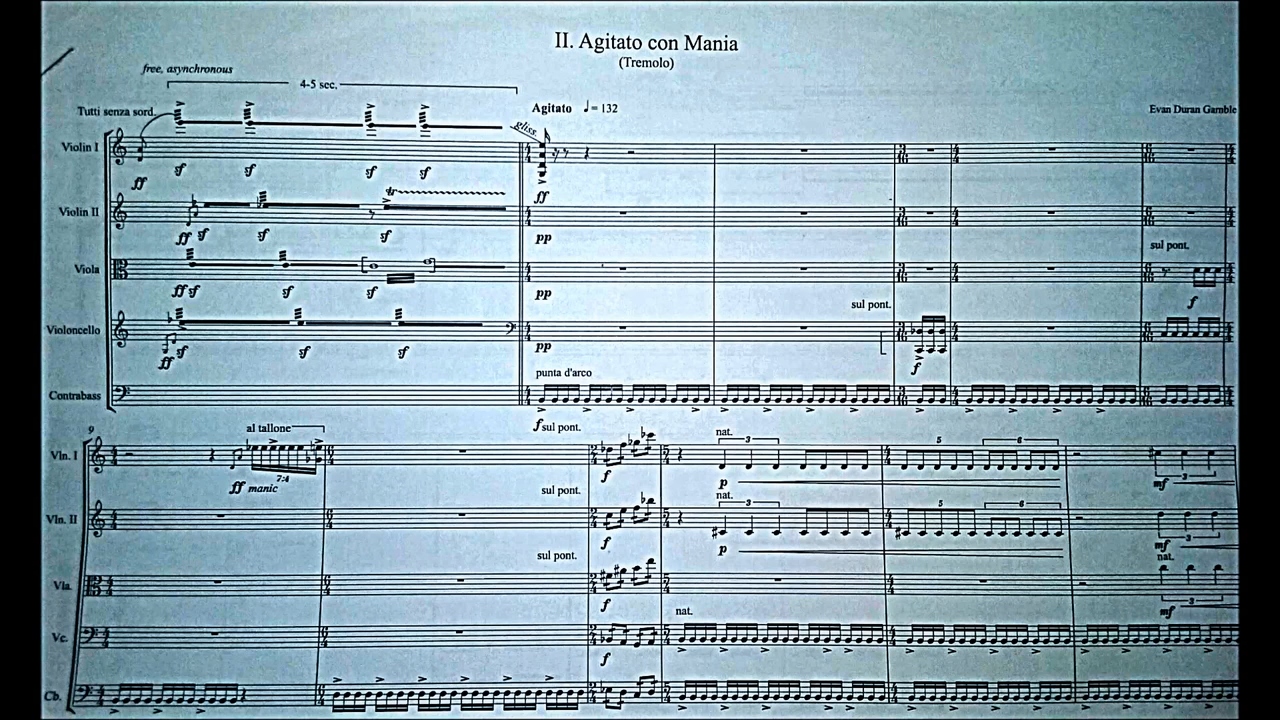 II. Agitato con Mania
(Tremolo)
free, asynchronous
4-5 sec.
Tutti senza sord.
Agitato ♩ = 132
Evan Duran Gamble
gliss.
Violin I
ff sf sf sf sf ff
tr
Violin II
ff sf sf sf pp
sul pont.
Viola
ff sf sf sf pp f
sul pont.
Violoncello
ff sf sf sf pp f
punta d'arco
Contrabass
f
9
al tallone
sul pont.
nat.
3 5 6
Vln. I
7:4
ff manic f p mf 3
sul pont.
nat.
3 5 6
Vln. II
f p mf 3
sul pont.
nat.
Vla.
f mf 3
nat.
Vc.
f
Cb.